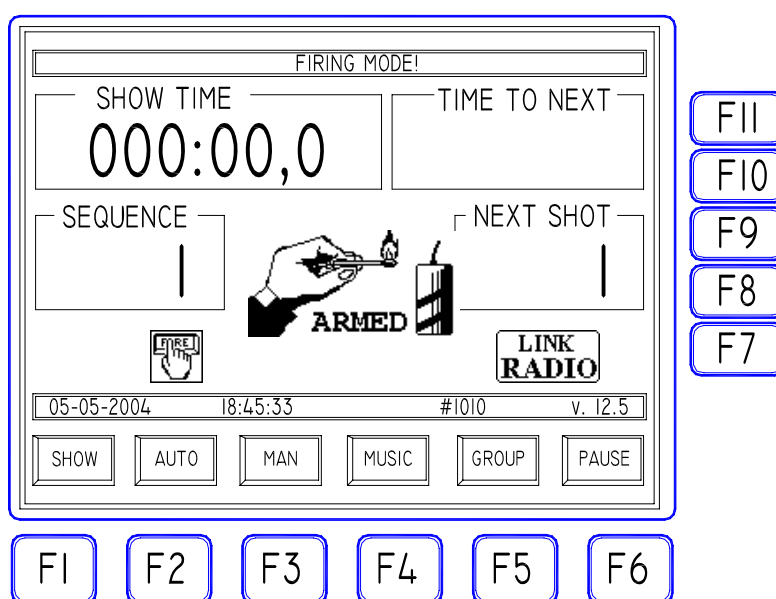 FIRING MODE!
SHOW TIME
TIME TO NEXT
000:00,0
SEQUENCE
NEXT SHOT
1
1
ARMED
FIRE
LINK
RADIO
05-05-2004 18:45:33 #1010 v. 12.5
SHOW AUTO MAN MUSIC GROUP PAUSE
F11
F10
F9
F8
F7
F1 F2 F3 F4 F5 F6